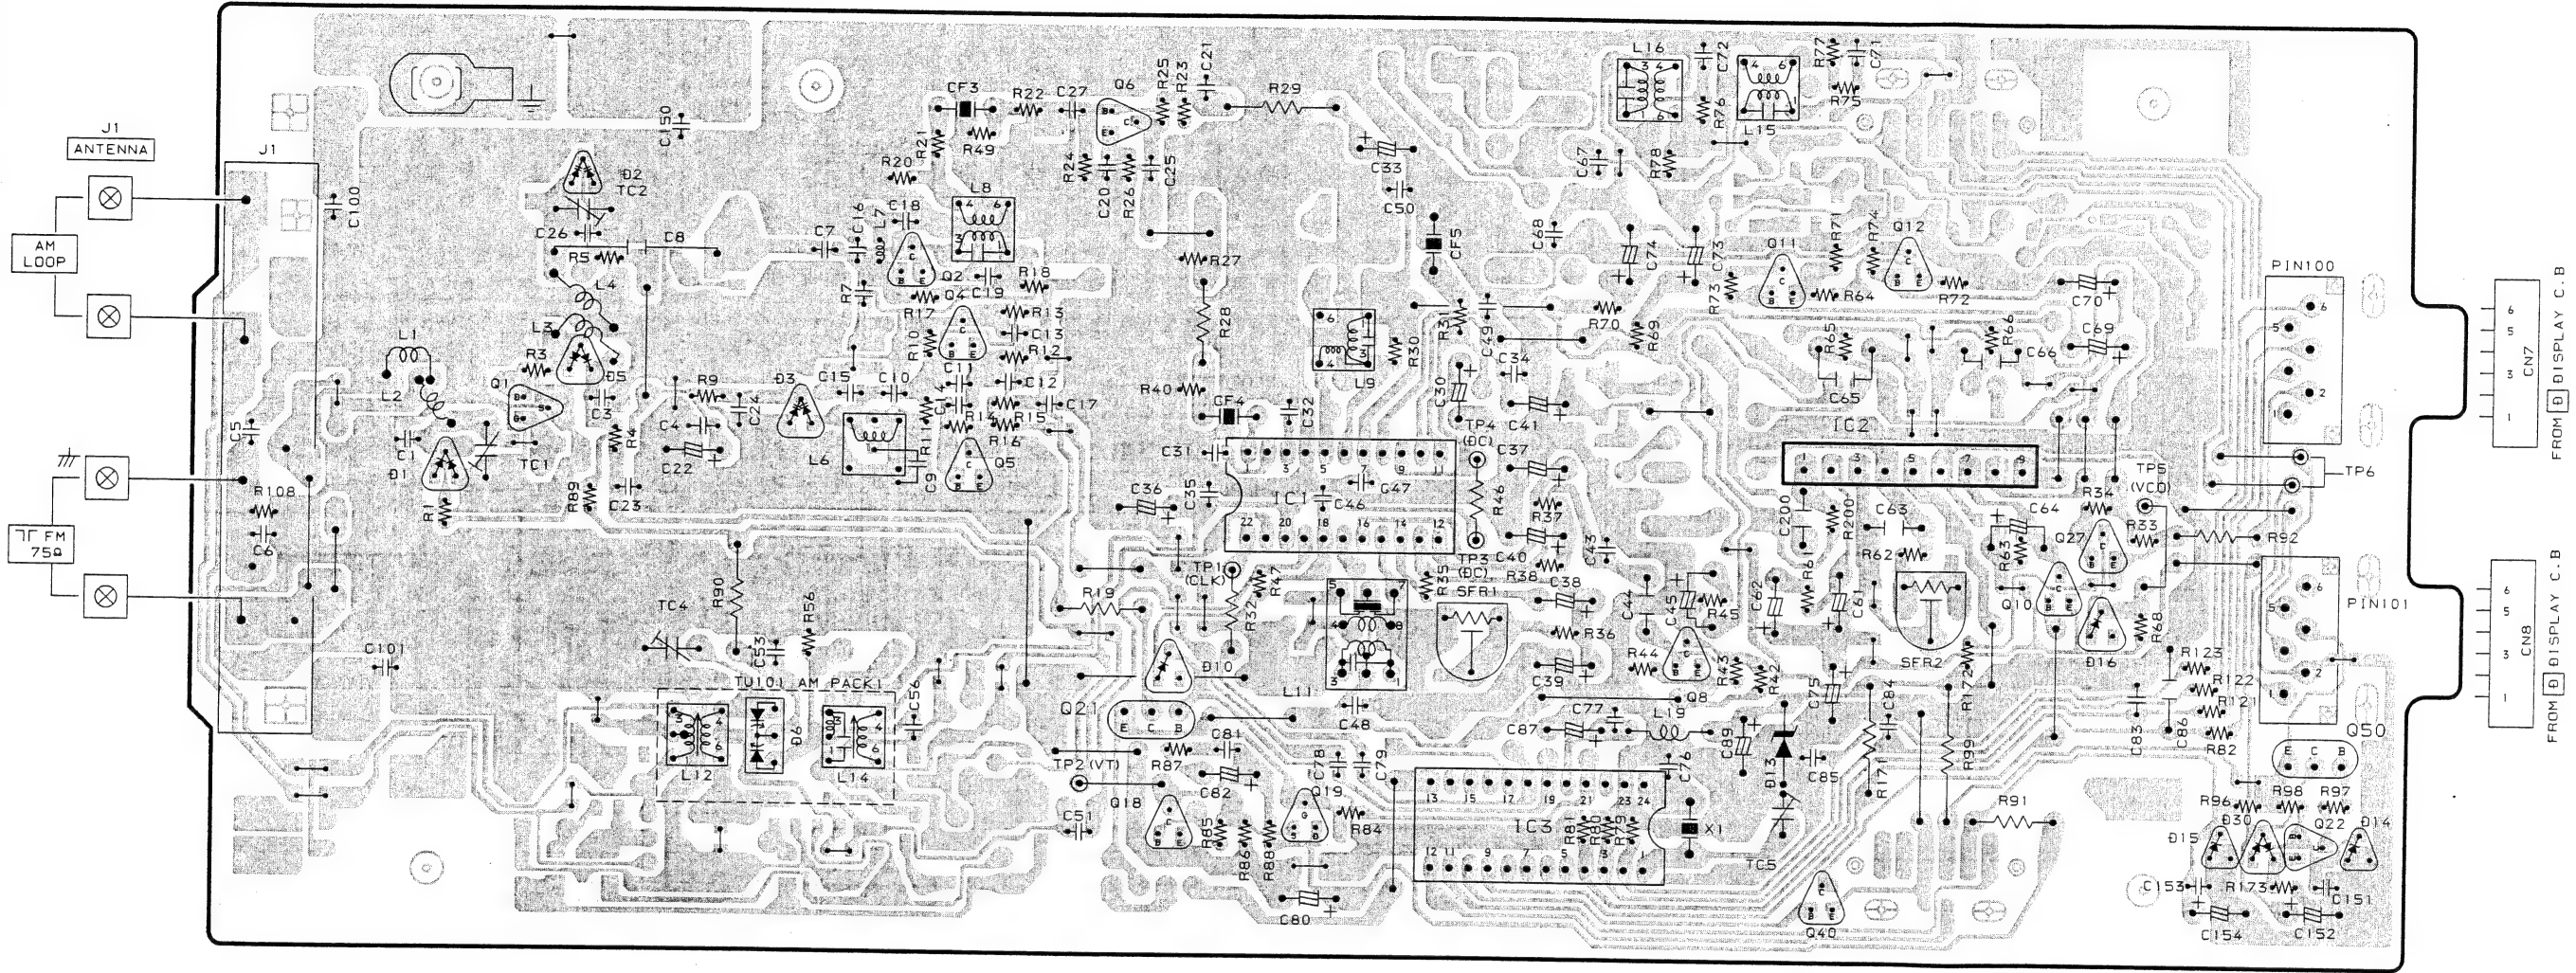 J1
ANTENNA
J1
AM
LOOP
FM
75Ω
C100
C150
D2
TC2
C26
C8
R5
L4
L3
L1
L2
R3
D5
Q1
C3
R4
C5
C1
D1
TC1
R1
R108
C6
R89
C23
C4
C22
R9
C24
D3
C15
C10
L6
C9
R11
C7
C16
L7
C18
L8
Q2
C19
R18
R7
R17
Q4
R13
C13
R10
R12
C11
C12
C14
R14
R15
C17
R16
Q5
CF3
R22
C27
R21
R49
R20
Q6
R25
R23
C21
R24
C20
R26
C25
R29
C33
C50
R27
R28
R40
CF4
C32
C31
C36
C35
IC1
C46
C47
L9
R30
CF5
R31
C49
C34
C30
C41
TP4
(DC)
C37
R46
R37
C40
TP3
(DC)
R38
C38
C43
TP1
(CLK)
R47
R32
R35
SFR1
R36
C39
R19
D10
L11
C48
R90
TC4
C53
R56
TU101 AM PACK1
L12
D6
L14
C56
C101
Q21
TP2 (VT)
R87
C81
C82
Q18
C51
R85
R86
R88
Q19
C78
C79
R84
C80
IC3
R81
R80
R79
X1
C87
C77
L19
C76
C89
D13
C85
TC5
Q40
C44
C45
R45
R44
Q8
R43
R42
C62
R61
C61
C75
R171
C84
R99
R172
R91
SFR2
R62
C63
C200
R200
IC2
L16
C72
R76
L15
R77
C71
R75
C67
R78
C68
C74
C73
R73
Q11
R71
R74
Q12
R64
R72
R70
R69
R65
C65
R66
C66
C70
C69
TP5
(VCO)
R34
R33
C64
R63
Q27
Q10
D16
R68
R92
TP6
PIN100
PIN101
R123
R122
R121
R82
C83
C86
Q50
R96
R98
R97
D15
D30
Q22
D14
C153
R173
C151
C154
C152
CN7
FROM D DISPLAY C.B
CN8
FROM D DISPLAY C.B